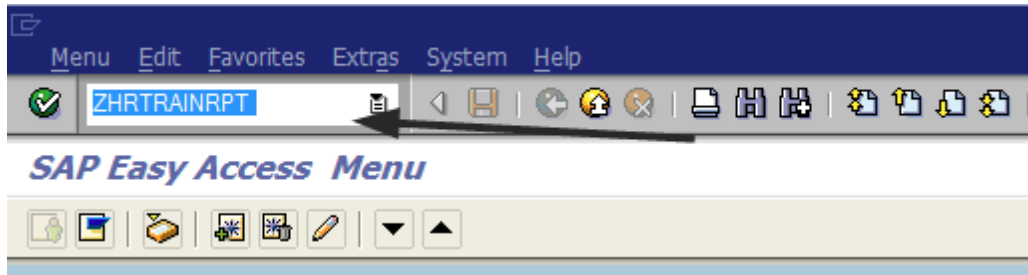 Menu Edit Favorites Extras System Help
ZHRTRAINRPT
SAP Easy Access Menu